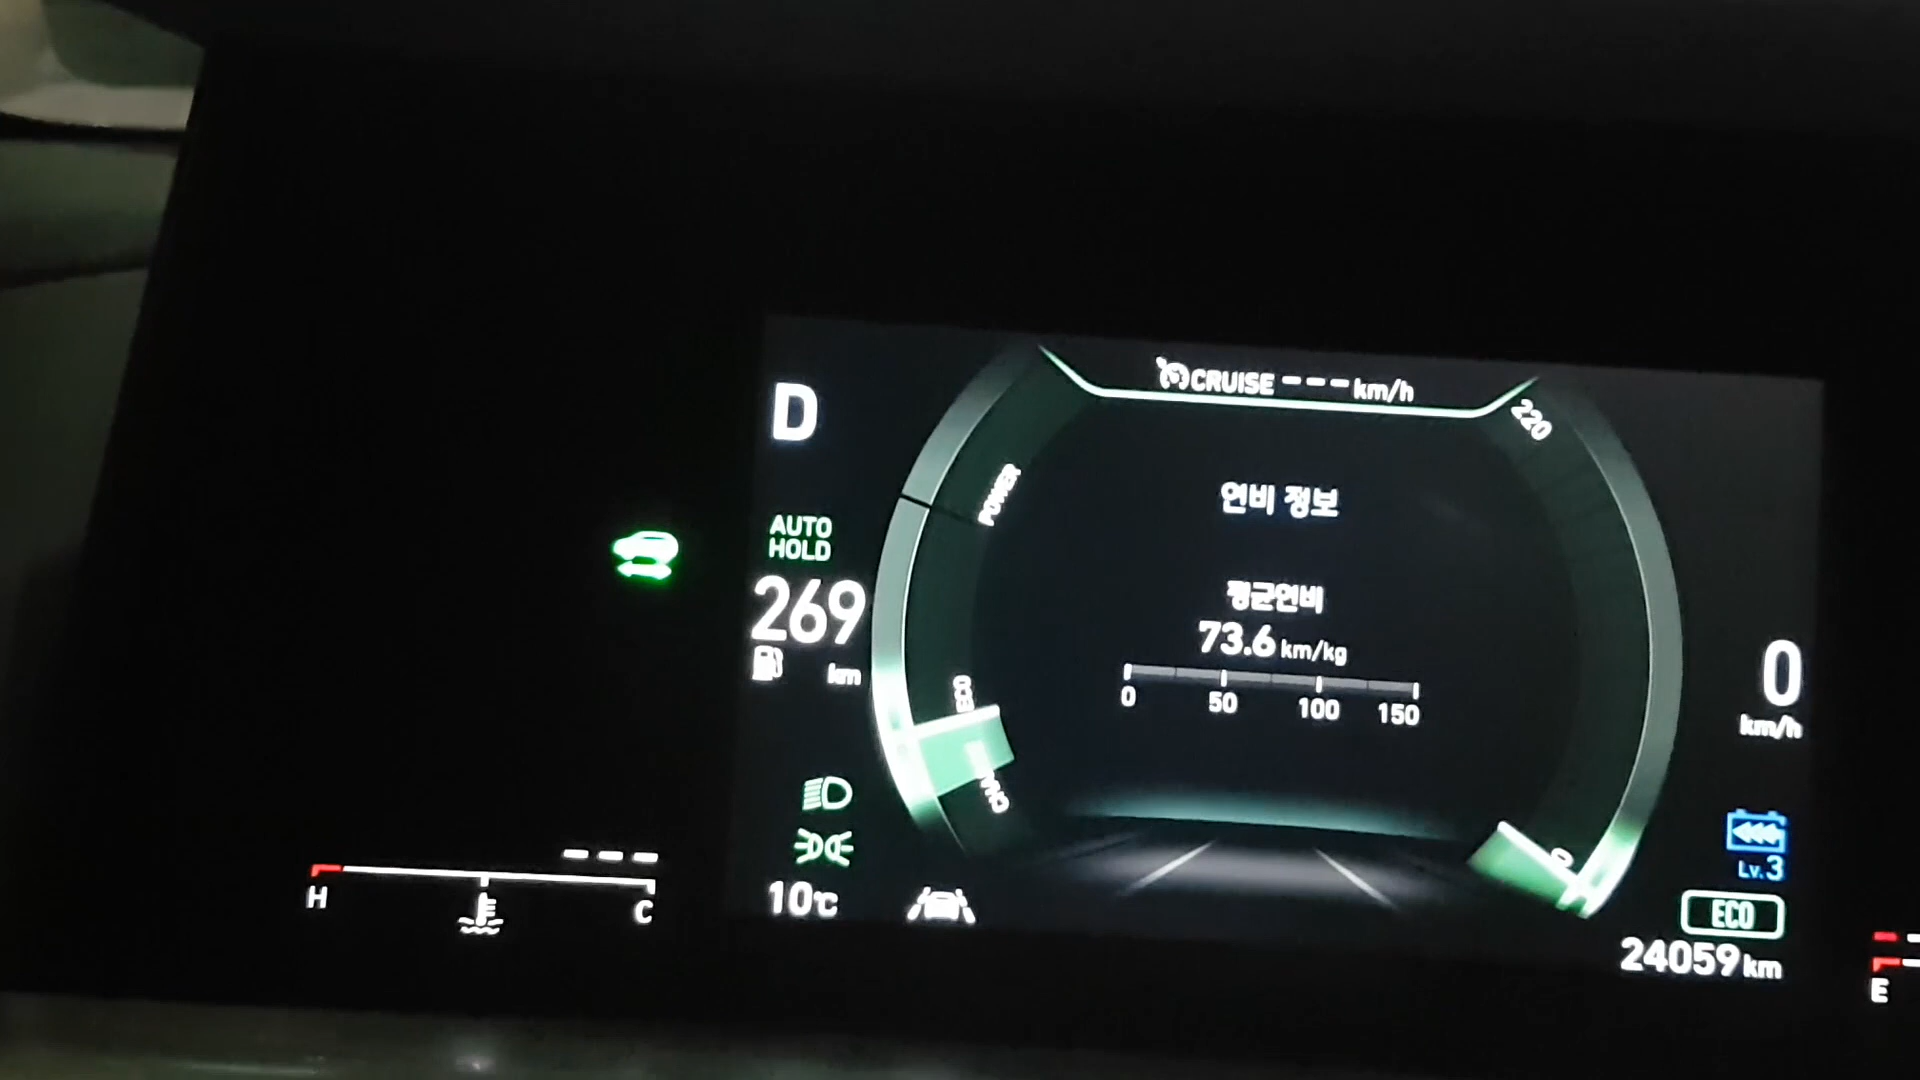 CRUISE --- km/h
D
220
POWER
연비 정보
AUTO
HOLD
평균연비
269
km
73.6 km/kg
0 50 100 150
0
km/h
ECO
CHARGE
0
Lv.3
H
C
10℃
ECO
24059 km
E